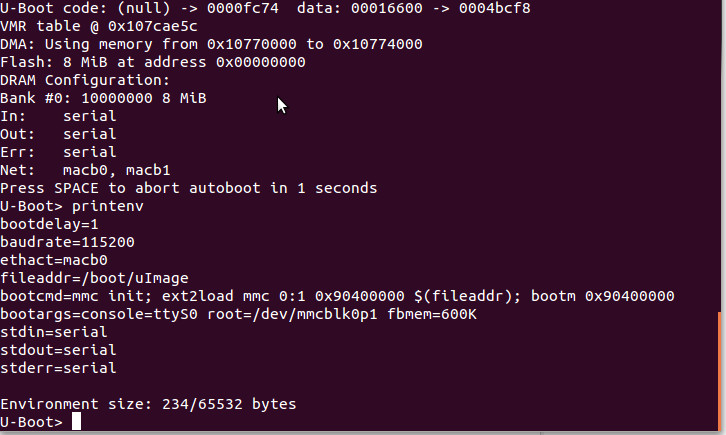 U-Boot code: (null) -> 0000fc74  data: 00016600 -> 0004bcf8
VMR table @ 0x107cae5c
DMA: Using memory from 0x10770000 to 0x10774000
Flash: 8 MiB at address 0x00000000
DRAM Configuration:
Bank #0: 10000000 8 MiB
In:    serial
Out:   serial
Err:   serial
Net:   macb0, macb1
Press SPACE to abort autoboot in 1 seconds
U-Boot> printenv
bootdelay=1
baudrate=115200
ethact=macb0
fileaddr=/boot/uImage
bootcmd=mmc init; ext2load mmc 0:1 0x90400000 $(fileaddr); bootm 0x90400000
bootargs=console=ttyS0 root=/dev/mmcblk0p1 fbmem=600K
stdin=serial
stdout=serial
stderr=serial

Environment size: 234/65532 bytes
U-Boot>